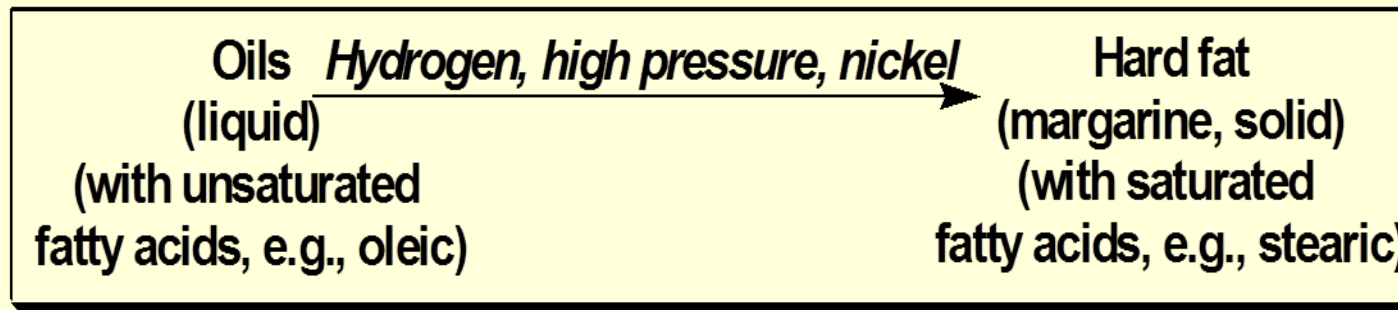 Oils Hydrogen, high pressure, nickel Hard fat
(liquid) (margarine, solid)
(with unsaturated (with saturated
fatty acids, e.g., oleic) fatty acids, e.g., stearic)